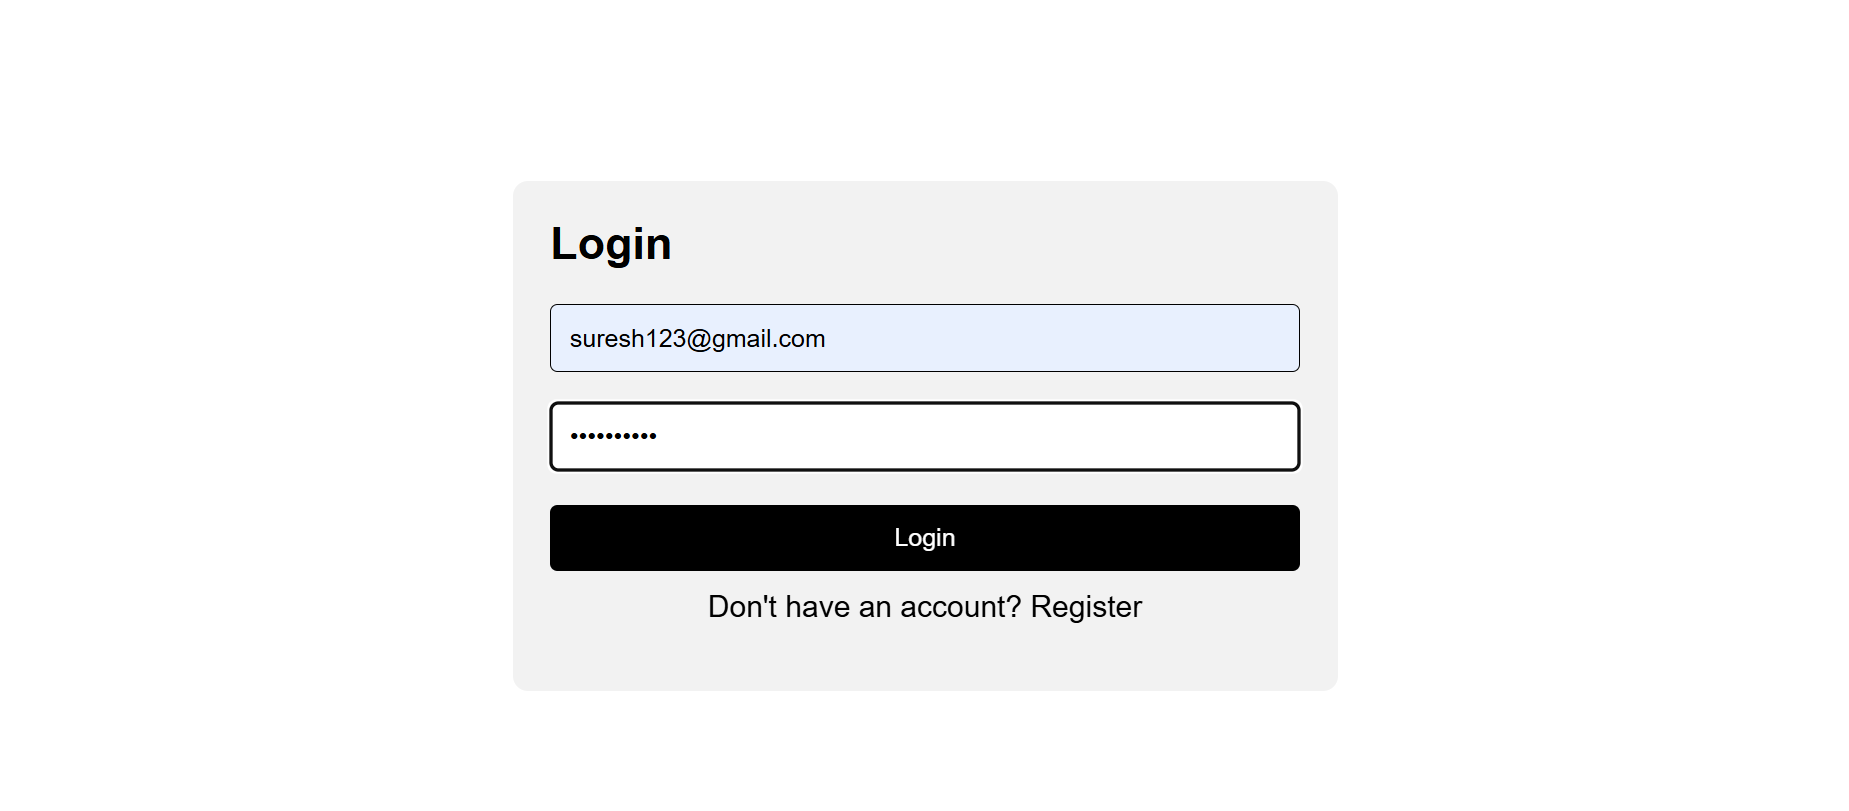 Login
suresh123@gmail.com
••••••••••
Login
Don't have an account? Register